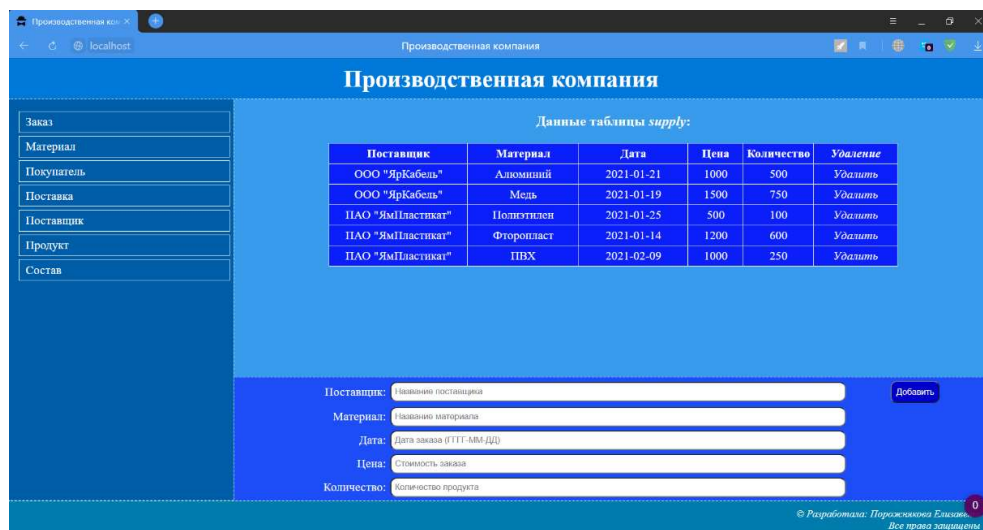 Производственная ком
localhost
Производственная компания
Производственная компания
Заказ
Материал
Покупатель
Поставка
Поставщик
Продукт
Состав
Данные таблицы supply:
Поставщик Материал Дата Цена Количество Удаление
ООО "ЯрКабель" Алюминий 2021-01-21 1000 500 Удалить
ООО "ЯрКабель" Медь 2021-01-19 1500 750 Удалить
ПАО "ЯмПластикат" Полиэтилен 2021-01-25 500 100 Удалить
ПАО "ЯмПластикат" Фторопласт 2021-01-14 1200 600 Удалить
ПАО "ЯмПластикат" ПВХ 2021-02-09 1000 250 Удалить
Поставщик: Название поставщика Добавить
Материал: Название материала
Дата: Дата заказа (ГГГГ-ММ-ДД)
Цена: Стоимость заказа
Количество: Количество продукта
0
© Разработала: Порожнякова
Все права защищены